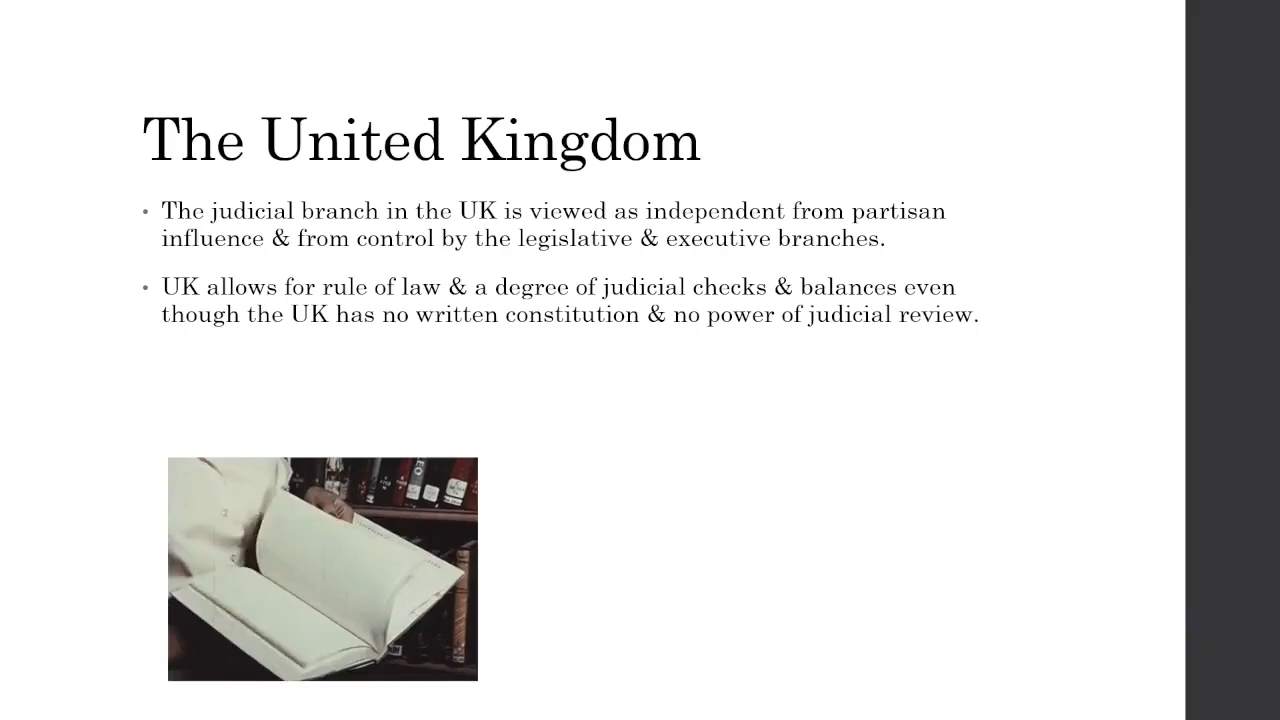 The United Kingdom
• The judicial branch in the UK is viewed as independent from partisan
influence & from control by the legislative & executive branches.
• UK allows for rule of law & a degree of judicial checks & balances even
though the UK has no written constitution & no power of judicial review.